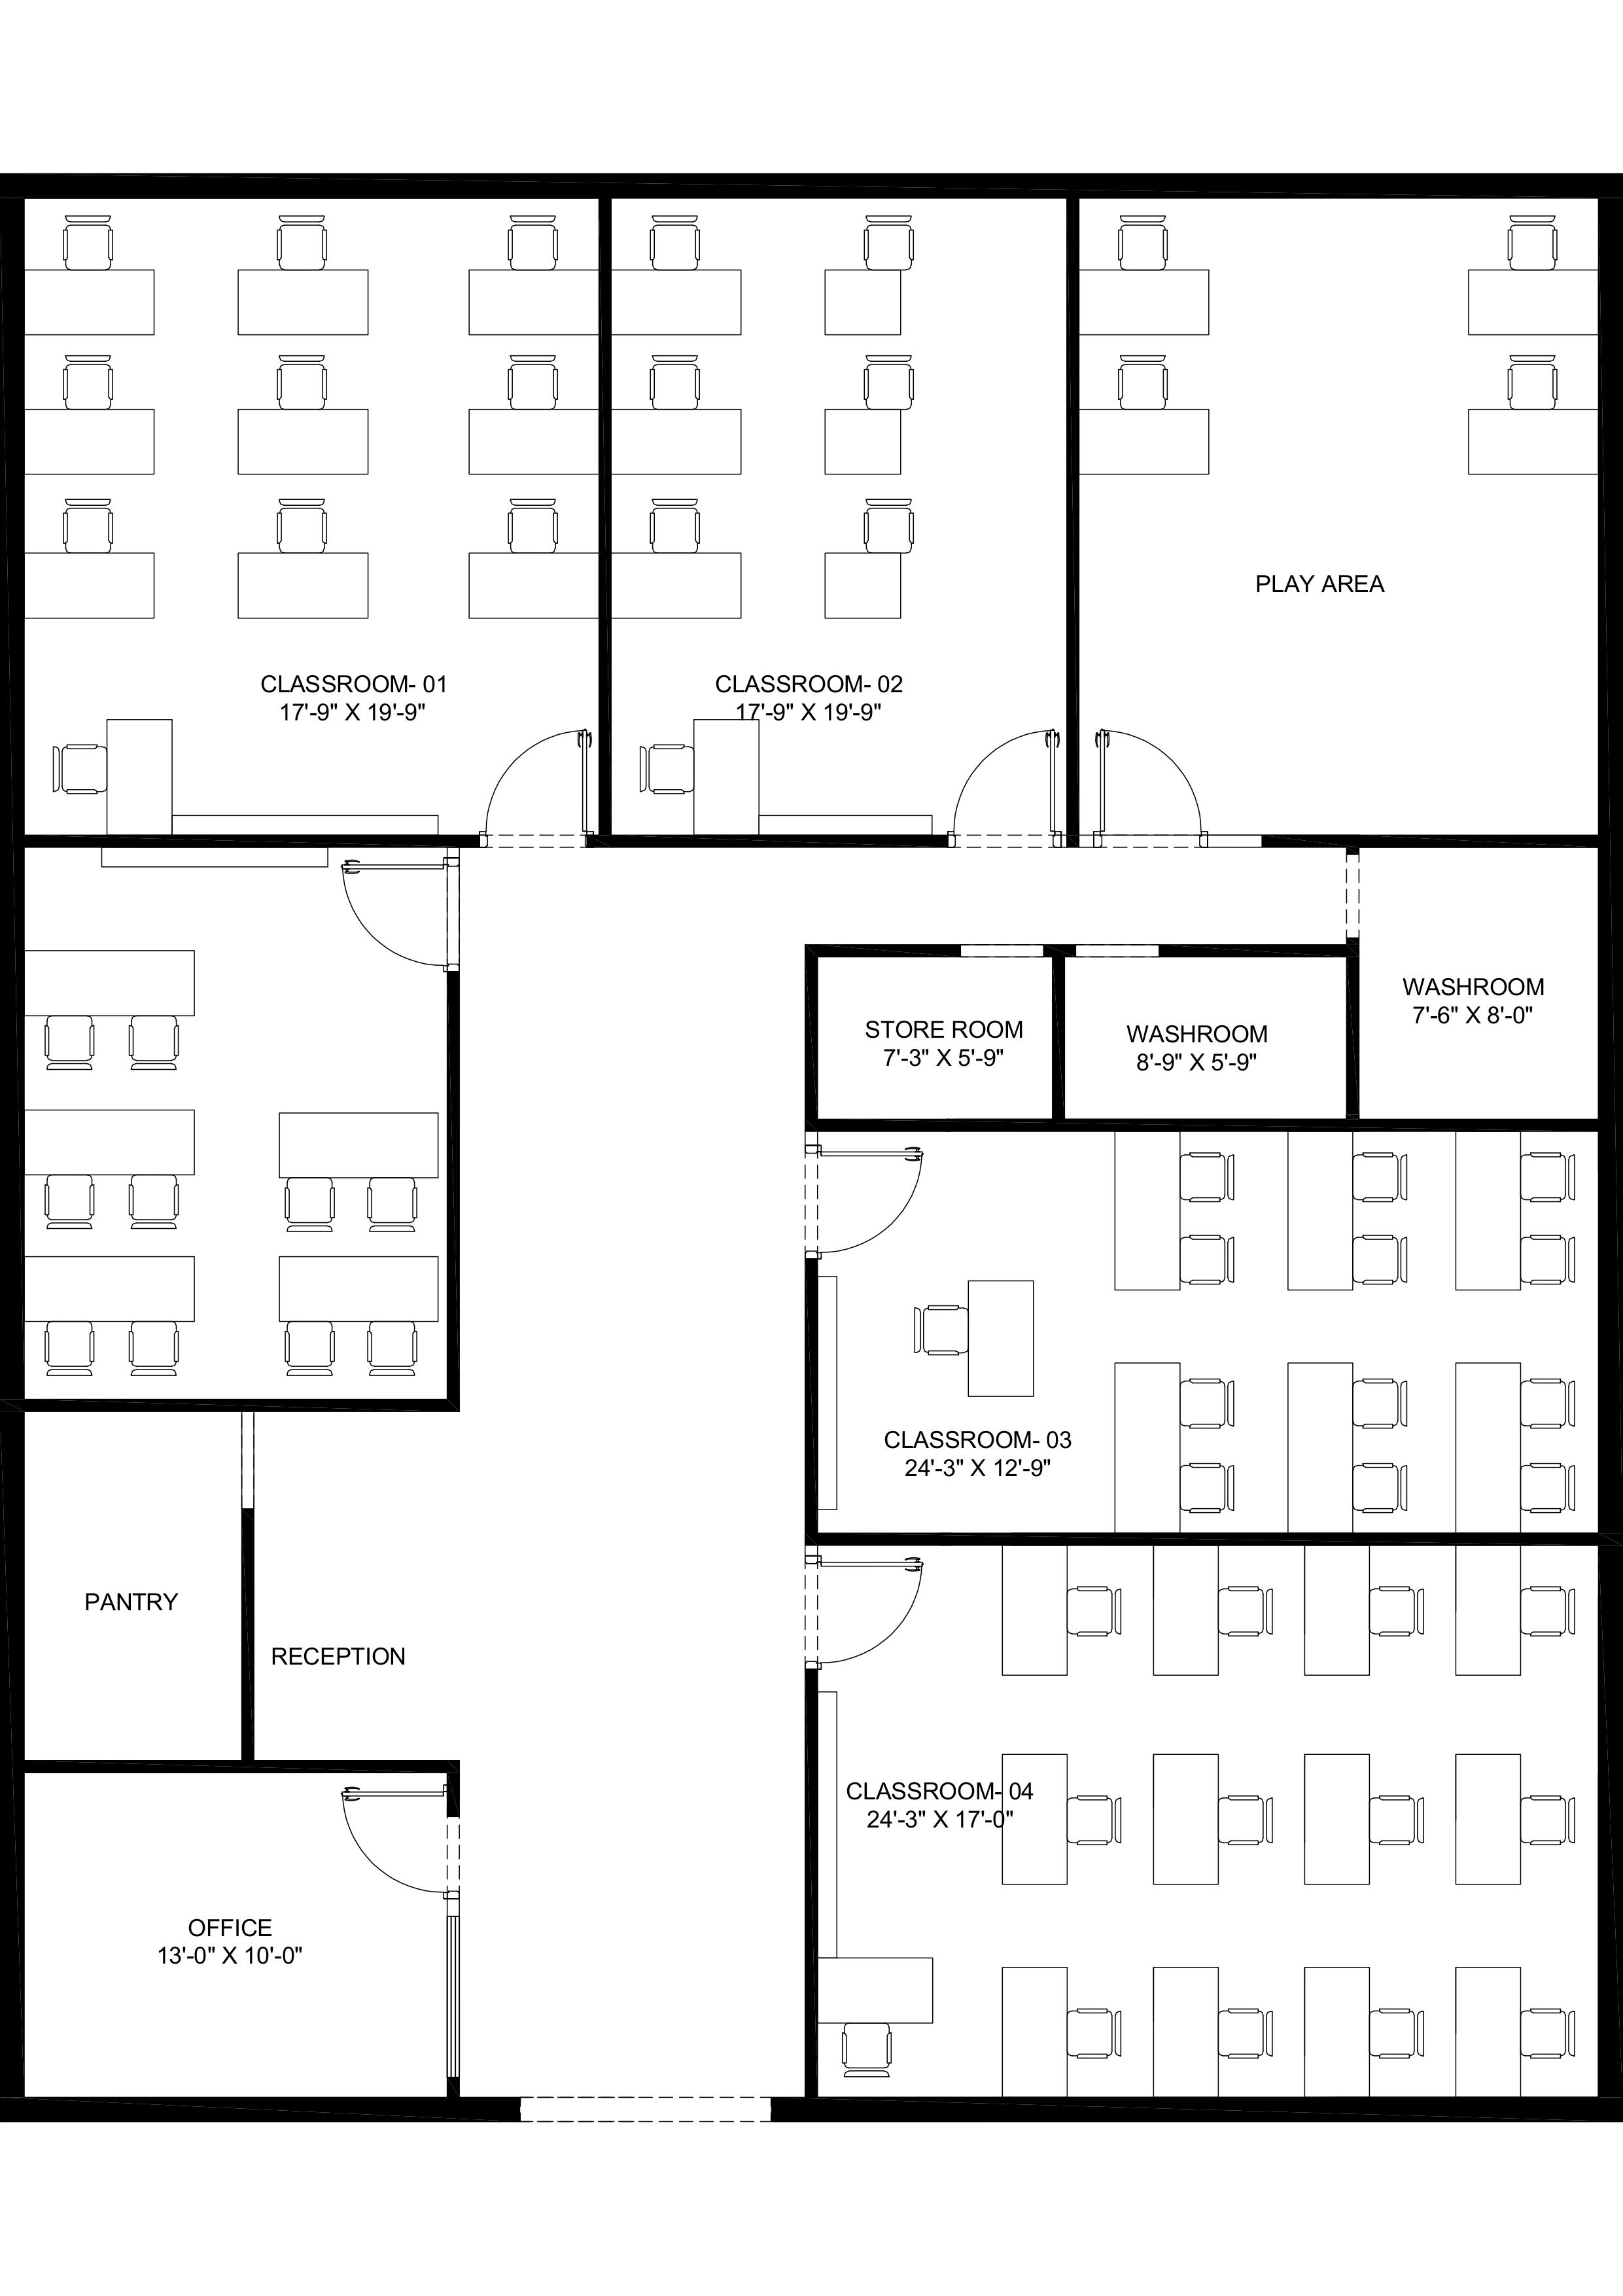 PLAY AREA
CLASSROOM- 01
17'-9" X 19'-9"
CLASSROOM- 02
17'-9" X 19'-9"
WASHROOM
7'-6" X 8'-0"
STORE ROOM
7'-3" X 5'-9"
WASHROOM
8'-9" X 5'-9"
CLASSROOM- 03
24'-3" X 12'-9"
PANTRY
RECEPTION
CLASSROOM- 04
24'-3" X 17'-0"
OFFICE
13'-0" X 10'-0"